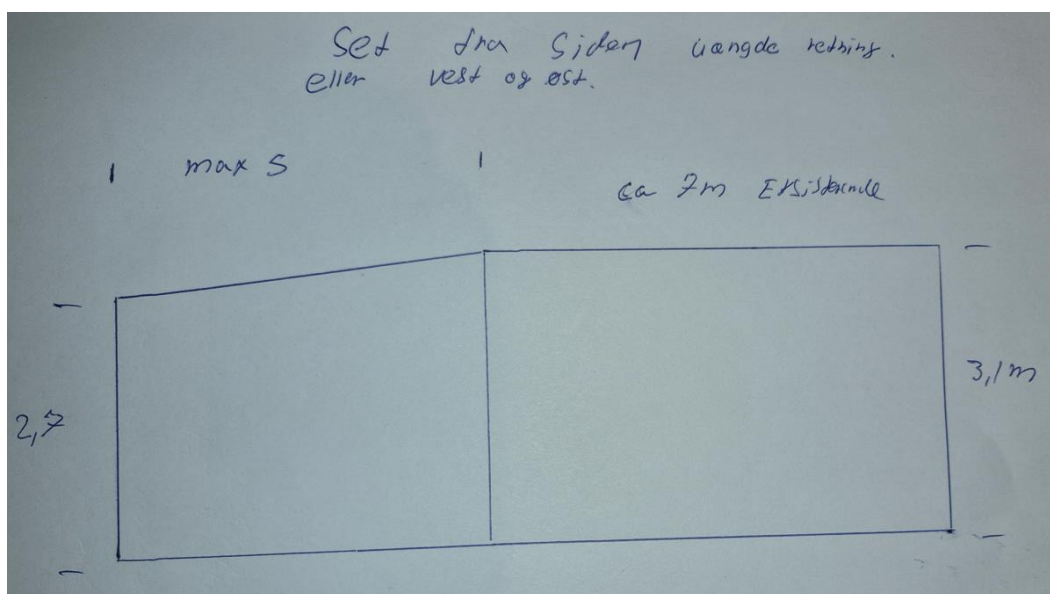 Set fra Siden længde retning.
eller vest og øst.
max 5
ca 7m Eksisterende
2,7
3,1m